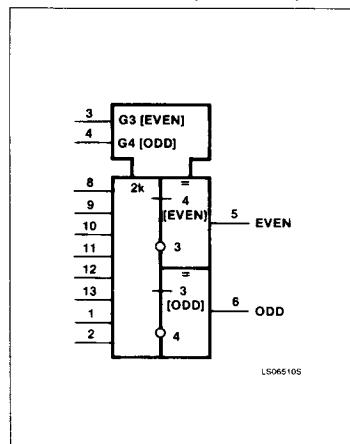 3 G3 [EVEN]
4 G4 [ODD]
8 2k =
9 4
[EVEN]
10 5 EVEN
11 3
12 =
13 3
[ODD]
1 6 ODD
2 4
LS06510S